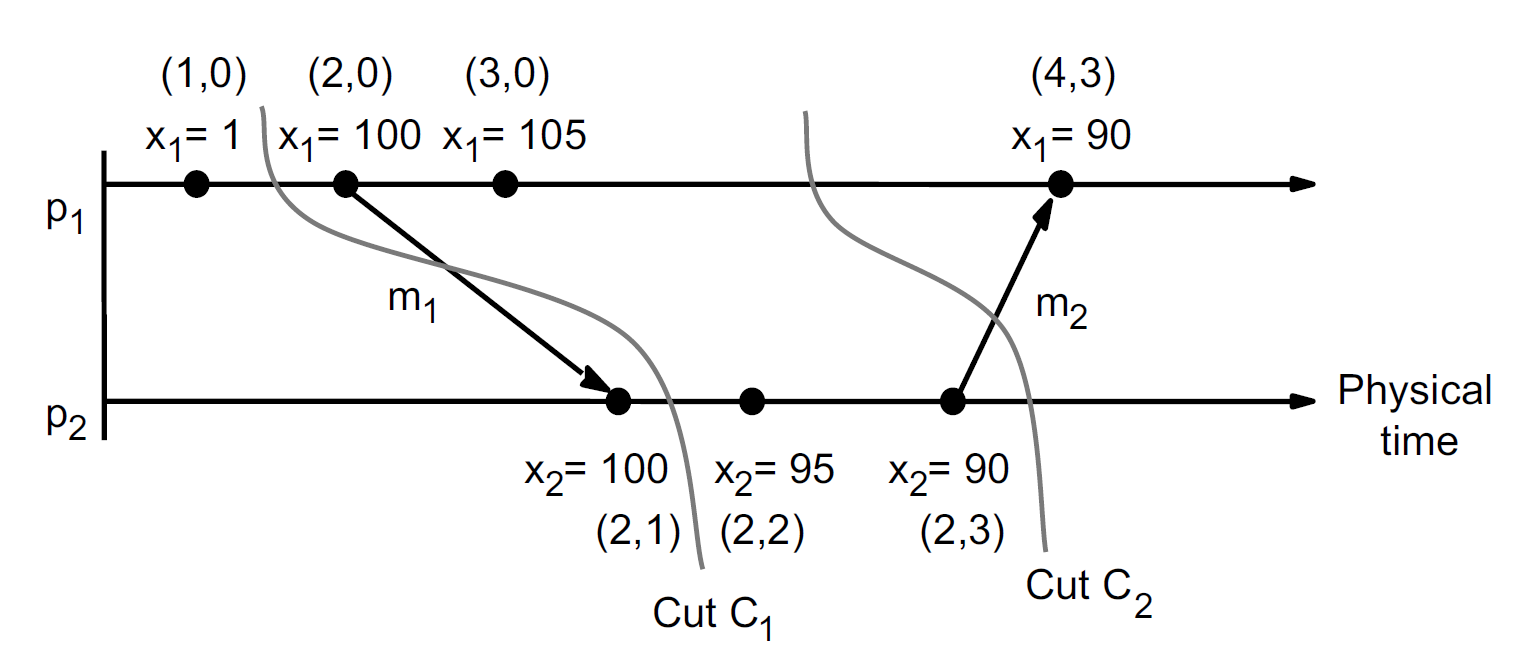 (1,0) (2,0) (3,0) (4,3)
x1= 1 x1= 100 x1= 105 x1= 90
p1
m1 m2
p2
Physical
time
x2= 100 x2= 95 x2= 90
(2,1) (2,2) (2,3)
Cut C1 Cut C2